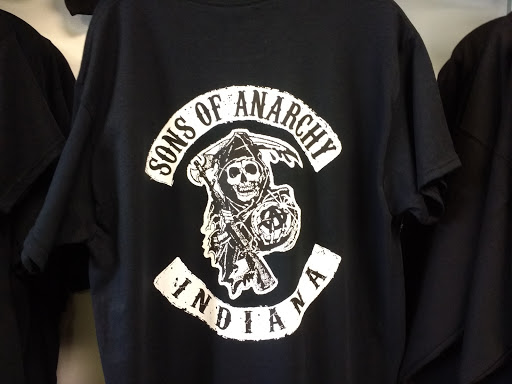 SONS OF ANARCHY
A
INDIANA